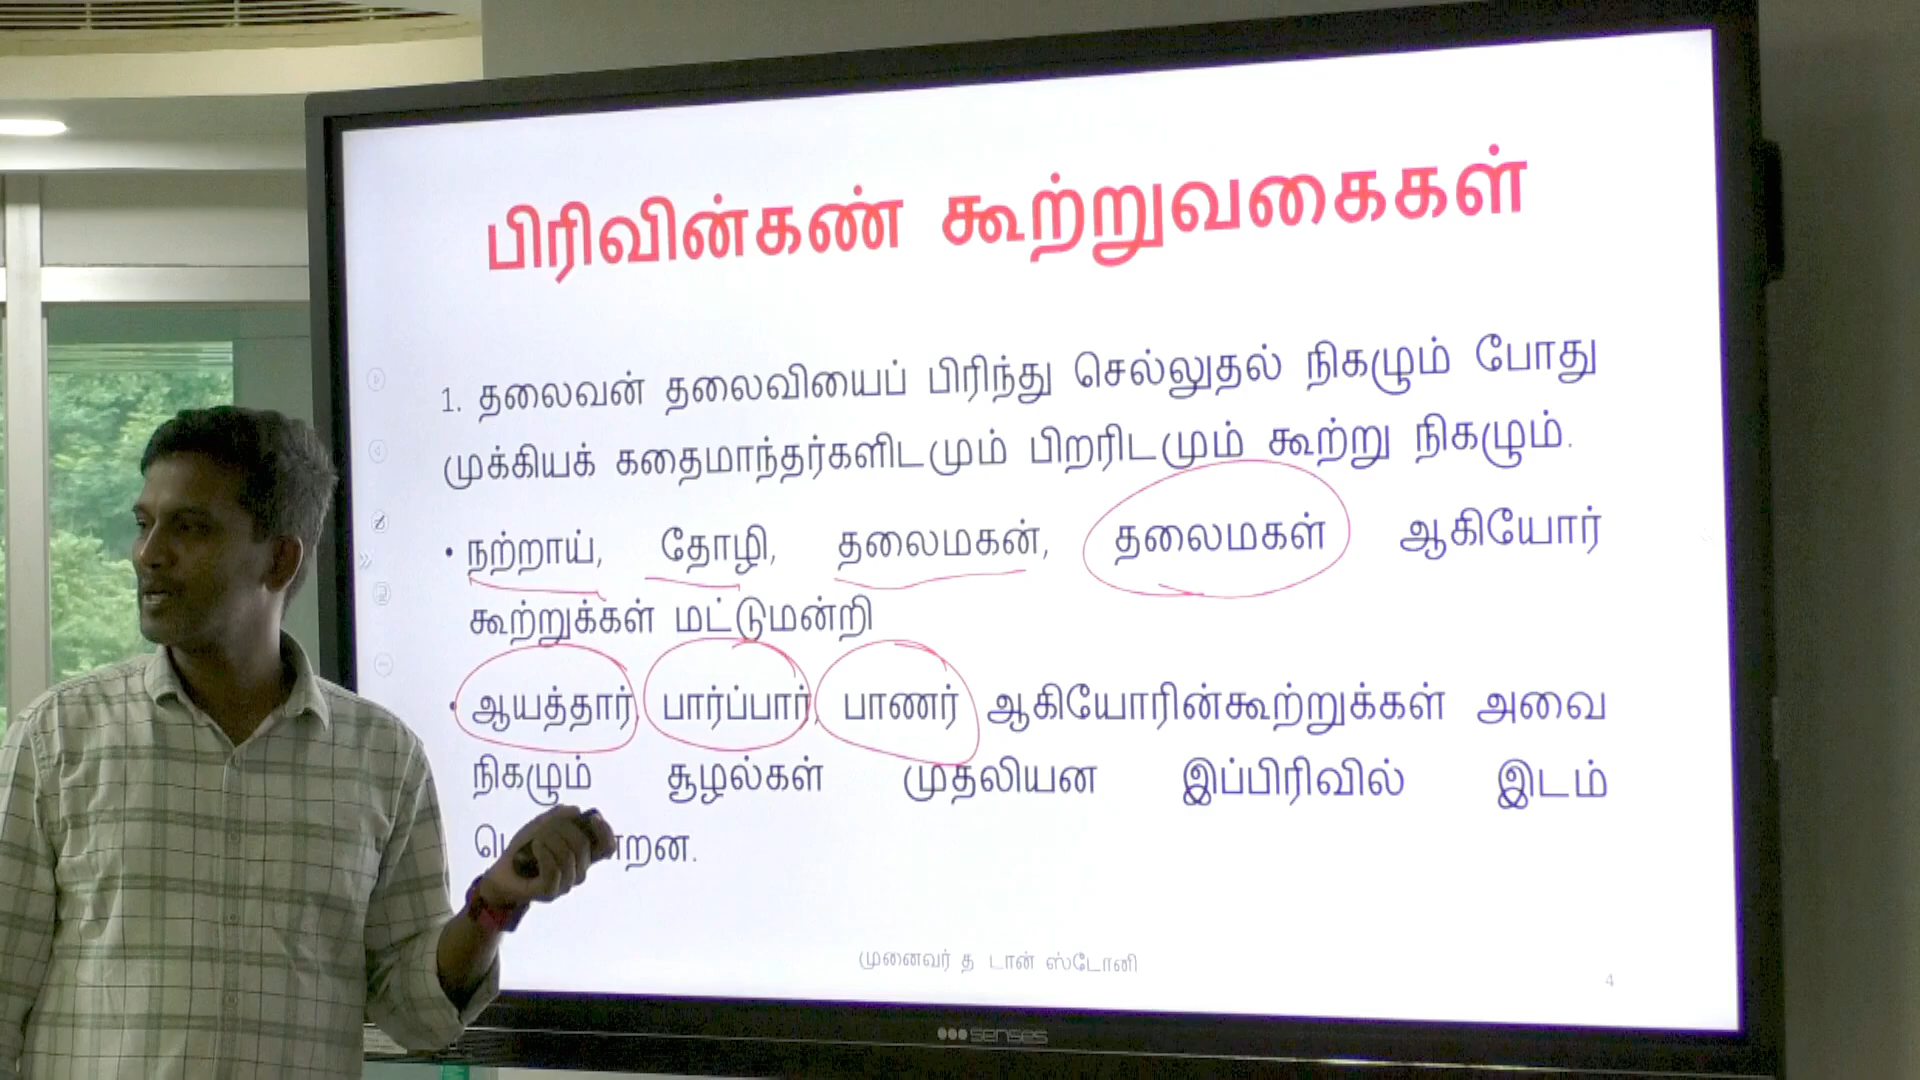 பிரிவின்கண் கூற்றுவகைகள்
1. தலைவன் தலைவியைப் பிரிந்து செல்லுதல் நிகழும் போது
முக்கியக் கதைமாந்தர்களிடமும் பிறரிடமும் கூற்று நிகழும்.
• நற்றாய், தோழி, தலைமகன், தலைமகள் ஆகியோர்
கூற்றுக்கள் மட்டுமன்றி
• ஆயத்தார், பார்ப்பார், பாணர் ஆகியோரின்கூற்றுக்கள் அவை
நிகழும் சூழல்கள் முதலியன இப்பிரிவில் இடம்
முனைவர் த டான் ஸ்டோனி
4
senses